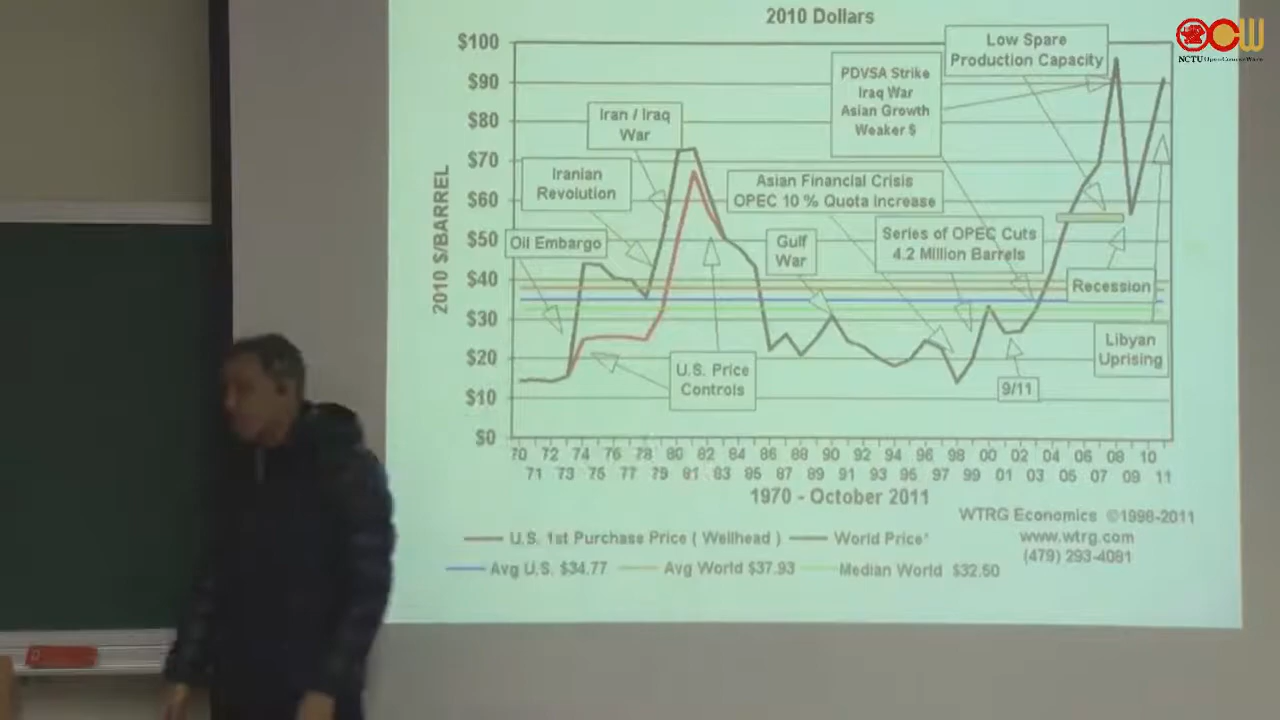 2010 Dollars
OCW
NCTU OpenCourseWare
$100
$90
$80
$70
$60
$50
$40
$30
$20
$10
$0
2010 $/BARREL
Low Spare
Production Capacity
PDVSA Strike
Iraq War
Asian Growth
Weaker $
Iran / Iraq
War
Iranian
Revolution
Asian Financial Crisis
OPEC 10 % Quota Increase
Oil Embargo
Gulf
War
Series of OPEC Cuts
4.2 Million Barrels
Recession
Libyan
Uprising
U.S. Price
Controls
9/11
70 72 74 76 78 80 82 84 86 88 90 92 94 96 98 00 02 04 06 08 10
71 73 75 77 79 81 83 85 87 89 91 93 95 97 99 01 03 05 07 09 11
1970 - October 2011
WTRG Economics ©1998-2011
www.wtrg.com
(479) 293-4081
U.S. 1st Purchase Price ( Wellhead ) World Price*
Avg U.S. $34.77 Avg World $37.93 Median World $32.50